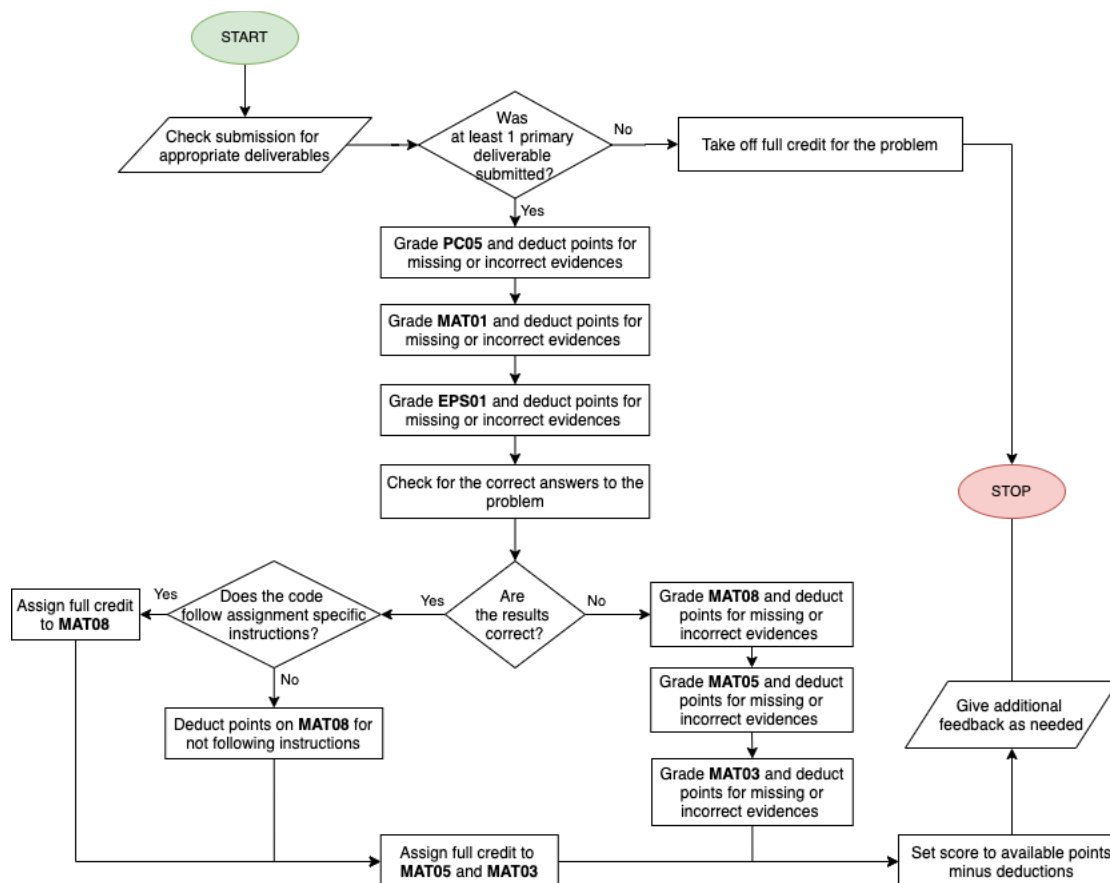 START
Check submission for
appropriate deliverables
Was
at least 1 primary
deliverable
submitted?
No
Take off full credit for the problem
Yes
Grade PC05 and deduct points for
missing or incorrect evidences
Grade MAT01 and deduct points for
missing or incorrect evidences
Grade EPS01 and deduct points for
missing or incorrect evidences
Check for the correct answers to the
problem
STOP
Are
the results
correct?
Yes
Does the code
follow assignment specific
instructions?
Yes
Assign full credit
to MAT08
No
Deduct points on MAT08 for
not following instructions
No
Grade MAT08 and deduct
points for missing or
incorrect evidences
Grade MAT05 and deduct
points for missing or
incorrect evidences
Grade MAT03 and deduct
points for missing or
incorrect evidences
Assign full credit to
MAT05 and MAT03
Set score to available points
minus deductions
Give additional
feedback as needed